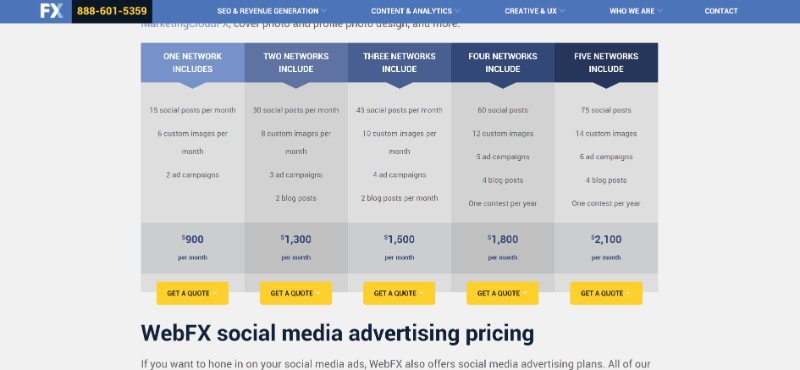 FX 888-601-5359 SEO & REVENUE GENERATION CONTENT & ANALYTICS CREATIVE & UX WHO WE ARE CONTACT
MarketingCloudFX, cover photo and profile photo design, and more.
ONE NETWORK INCLUDES
15 social posts per month
6 custom images per
month
2 ad campaigns
$900
per month
GET A QUOTE
TWO NETWORKS INCLUDE
30 social posts per month
8 custom images per
month
3 ad campaigns
2 blog posts
$1,300
per month
GET A QUOTE
THREE NETWORKS INCLUDE
45 social posts per month
10 custom images per
month
4 ad campaigns
2 blog posts per month
$1,500
per month
GET A QUOTE
FOUR NETWORKS INCLUDE
60 social posts
12 custom images
5 ad campaigns
4 blog posts
One contest per year
$1,800
per month
GET A QUOTE
FIVE NETWORKS INCLUDE
75 social posts
14 custom images
6 ad campaigns
4 blog posts
One contest per year
$2,100
per month
GET A QUOTE
WebFX social media advertising pricing
If you want to hone in on your social media ads, WebFX also offers social media advertising plans. All of our